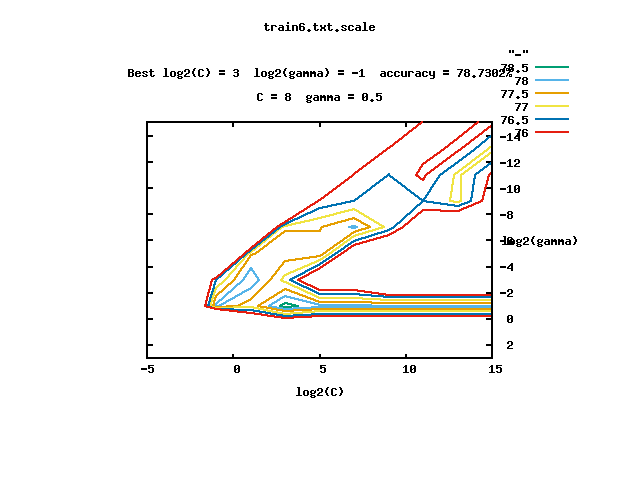 train6.txt.scale
"-"
78.5
Best log2(C) = 3  log2(gamma) = -1  accuracy = 78.7302%
78
77.5
C = 8  gamma = 0.5
77
76.5
76
-14
-12
-10
-8
-6
log2(gamma)
-4
-2
0
2
-5 0 5 10 15
log2(C)